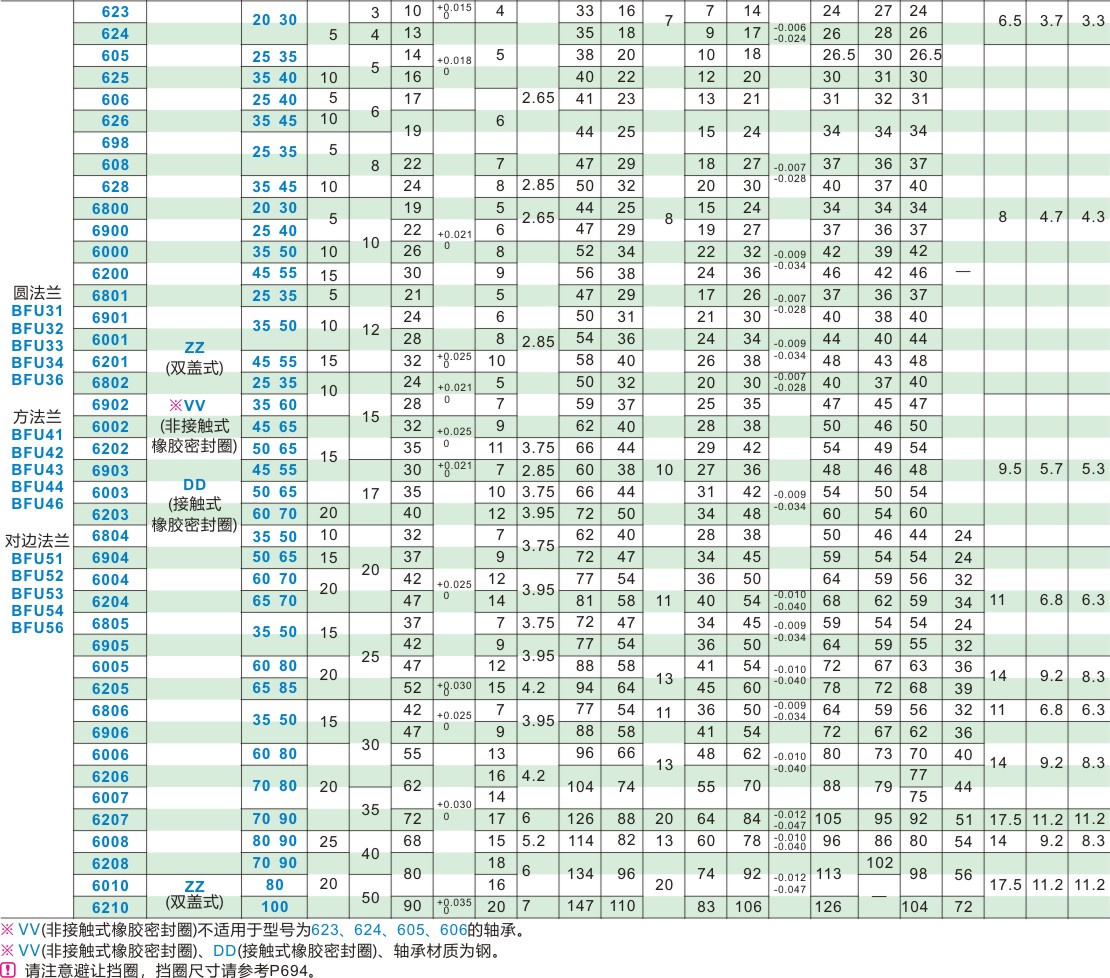 623 20 30 3 10 +0.015 0 4 33 16 7 7 14 24 27 24 6.5 3.7 3.3
624 5 4 13 35 18 9 17 -0.006 -0.024 26 28 26
605 25 35 5 14 +0.018 0 5 38 20 10 18 26.5 30 26.5
625 35 40 10 16 40 22 12 20 30 31 30
606 25 40 5 6 17 2.65 41 23 13 21 31 32 31
626 35 45 10 19 6 44 25 15 24 34 34 34
698 25 35 5
608 8 22 7 47 29 18 27 -0.007 -0.028 37 36 37
628 35 45 10 24 8 2.85 50 32 20 30 40 37 40
6800 20 30 5 19 5 2.65 44 25 8 15 24 34 34 34 8 4.7 4.3
6900 25 40 10 22 +0.021 0 6 47 29 19 27 37 36 37
6000 35 50 10 26 8 52 34 22 32 -0.009 -0.034 42 39 42
6200 45 55 15 30 9 56 38 24 36 46 42 46 —
6801 25 35 5 21 5 47 29 17 26 -0.007 -0.028 37 36 37
6901 35 50 10 12 24 6 50 31 21 30 40 38 40
6001 28 8 2.85 54 36 24 34 -0.009 -0.034 44 40 44
6201 45 55 15 32 +0.025 0 10 58 40 26 38 48 43 48
6802 25 35 10 24 +0.021 0 5 50 32 20 30 -0.007 -0.028 40 37 40
6902 35 60 15 28 7 59 37 25 35 47 45 47
6002 45 65 15 32 +0.025 0 9 62 40 28 38 50 46 50
6202 50 65 35 11 3.75 66 44 29 42 54 49 54
6903 45 55 30 +0.021 0 7 2.85 60 38 10 27 36 48 46 48 9.5 5.7 5.3
6003 50 65 17 35 10 3.75 66 44 31 42 -0.009 -0.034 54 50 54
6203 60 70 20 40 12 3.95 72 50 34 48 60 54 60
6804 35 50 10 32 7 3.75 62 40 28 38 50 46 44 24
6904 50 65 15 20 37 9 72 47 34 45 59 54 54 24
6004 60 70 20 42 +0.025 0 12 3.95 77 54 36 50 64 59 56 32
6204 65 70 47 14 81 58 11 40 54 -0.010 -0.040 68 62 59 34 11 6.8 6.3
6805 35 50 15 37 7 3.75 72 47 34 45 -0.009 -0.034 59 54 54 24
6905 25 42 9 3.95 77 54 36 50 64 59 55 32
6005 60 80 20 47 12 88 58 13 41 54 -0.010 -0.040 72 67 63 36 14 9.2 8.3
6205 65 85 52 +0.030 0 15 4.2 94 64 45 60 78 72 68 39
6806 35 50 15 42 +0.025 0 7 3.95 77 54 11 36 50 -0.009 -0.034 64 59 56 32 11 6.8 6.3
6906 30 47 9 88 58 41 54 72 67 62 36
6006 60 80 55 13 96 66 13 48 62 -0.010 -0.040 80 73 70 40 14 9.2 8.3
6206 70 80 20 62 16 4.2 104 74 55 70 88 79 77 44
6007 35 +0.030 0 14 75
6207 70 90 72 17 6 126 88 20 64 84 -0.012 -0.047 105 95 92 51 17.5 11.2 11.2
6008 80 90 25 40 68 15 5.2 114 82 13 60 78 -0.010 -0.040 96 86 80 54 14 9.2 8.3
6208 70 90 80 18 6 134 96 74 92 113 102 98 56
6010 80 20 50 16 20 -0.012 -0.047 — 17.5 11.2 11.2
6210 100 90 +0.035 0 20 7 147 110 83 106 126 104 72
圆法兰
BFU31
BFU32
BFU33
BFU34
BFU36
方法兰
BFU41
BFU42
BFU43
BFU44
BFU46
对边法兰
BFU51
BFU52
BFU53
BFU54
BFU56
ZZ
(双盖式)
※VV
(非接触式
橡胶密封圈)
DD
(接触式
橡胶密封圈)
ZZ
(双盖式)
※ VV(非接触式橡胶密封圈)不适用于型号为623、624、605、606的轴承。
※ VV(非接触式橡胶密封圈)、DD(接触式橡胶密封圈)、轴承材质为钢。
! 请注意避让挡圈，挡圈尺寸请参考P694。